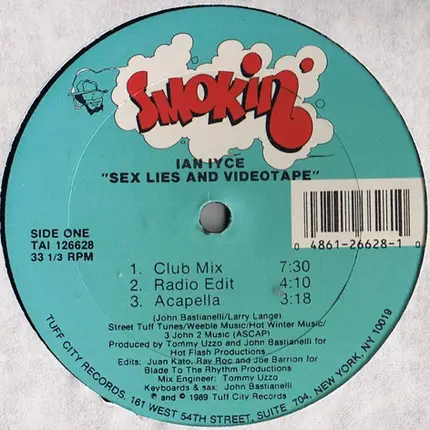 SMOKIN'
IAN IYCE
"SEX LIES AND VIDEOTAPE"
SIDE ONE
TAI 126628
33 1/3 RPM
0 4861-26628-1 0
1. Club Mix 7:30
2. Radio Edit 4:10
3. Acapella 3:18
(John Bastianelli/Larry Lange)
Street Tuff Tunes/Weeble Music/Hot Winter Music/
3 John 2 Music (ASCAP)
Produced by Tommy Uzzo and John Bastianelli for
Hot Flash Productions
Edits: Juan Kato, Ray Roc and Joe Barrion for
Blade To The Rhythm Productions
Mix Engineer: Tommy Uzzo
Keyboards & sax: John Bastianelli
℗ and © 1989 Tuff City Records
TUFF CITY RECORDS, 161 WEST 54TH STREET, SUITE 704, NEW YORK, NY 10019